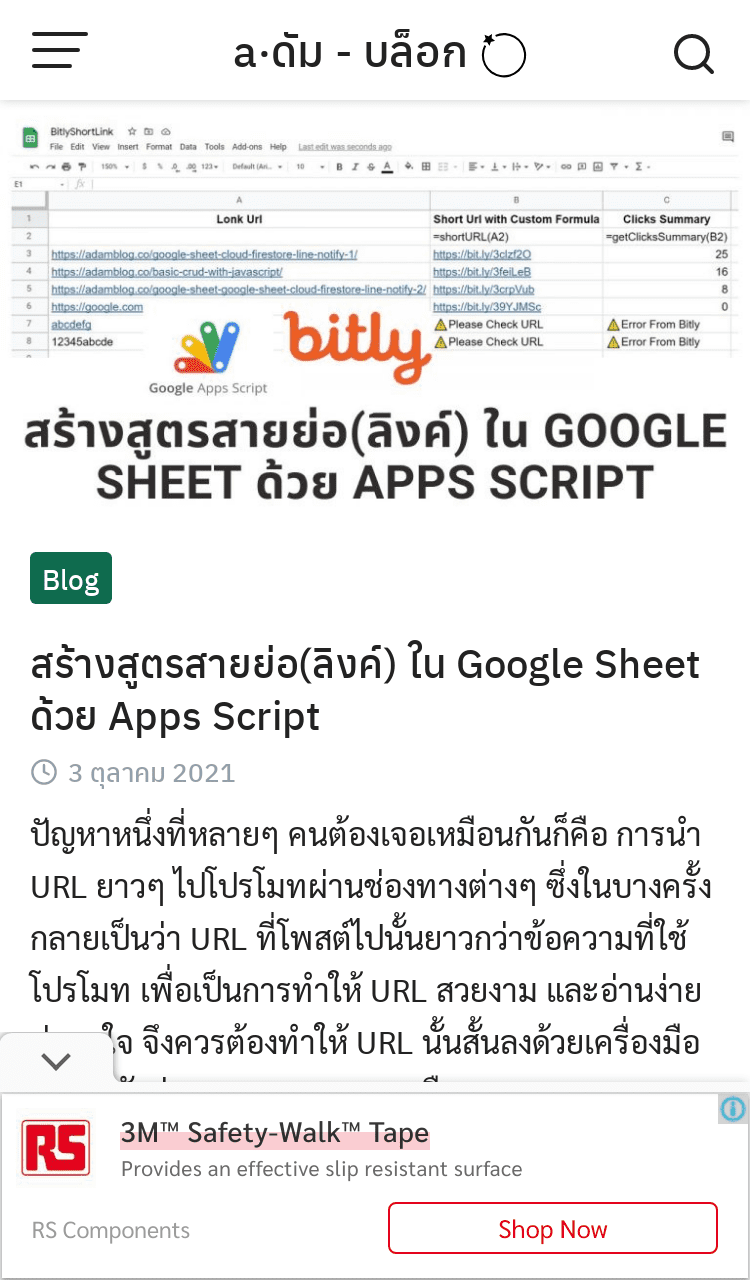 a·ดัม - บล็อก
BitlyShortLink
File Edit View Insert Format Data Tools Add-ons Help Last edit was seconds ago
150% $ % .0 .00 123 Default (Ari... 10 B I S A
E1 fx
A B C
1 Lonk Url Short Url with Custom Formula Clicks Summary
2 =shortURL(A2) =getClicksSummary(B2)
3 https://adamblog.co/google-sheet-cloud-firestore-line-notify-1/ https://bit.ly/3clzf2O 25
4 https://adamblog.co/basic-crud-with-javascript/ https://bit.ly/3feiLeB 16
5 https://adamblog.co/google-sheet-google-sheet-cloud-firestore-line-notify-2/ https://bit.ly/3crpVub 8
6 https://google.com https://bit.ly/39YJMSc 0
7 abcdefg Please Check URL Error From Bitly
8 12345abcde Please Check URL Error From Bitly
bitly
Google Apps Script
สร้างสูตรสายย่อ(ลิงค์) ใน GOOGLE
SHEET ด้วย APPS SCRIPT
Blog
สร้างสูตรสายย่อ(ลิงค์) ใน Google Sheet
ด้วย Apps Script
3 ตุลาคม 2021
ปัญหาหนึ่งที่หลายๆ คนต้องเจอเหมือนกันก็คือ การนำ
URL ยาวๆ ไปโปรโมทผ่านช่องทางต่างๆ ซึ่งในบางครั้ง
กลายเป็นว่า URL ที่โพสต์ไปนั้นยาวกว่าข้อความที่ใช้
โปรโมท เพื่อเป็นการทำให้ URL สวยงาม และอ่านง่าย
จึงควรต้องทำให้ URL นั้นสั้นลงด้วยเครื่องมือ
RS
3M™ Safety-Walk™ Tape
Provides an effective slip resistant surface
RS Components
Shop Now